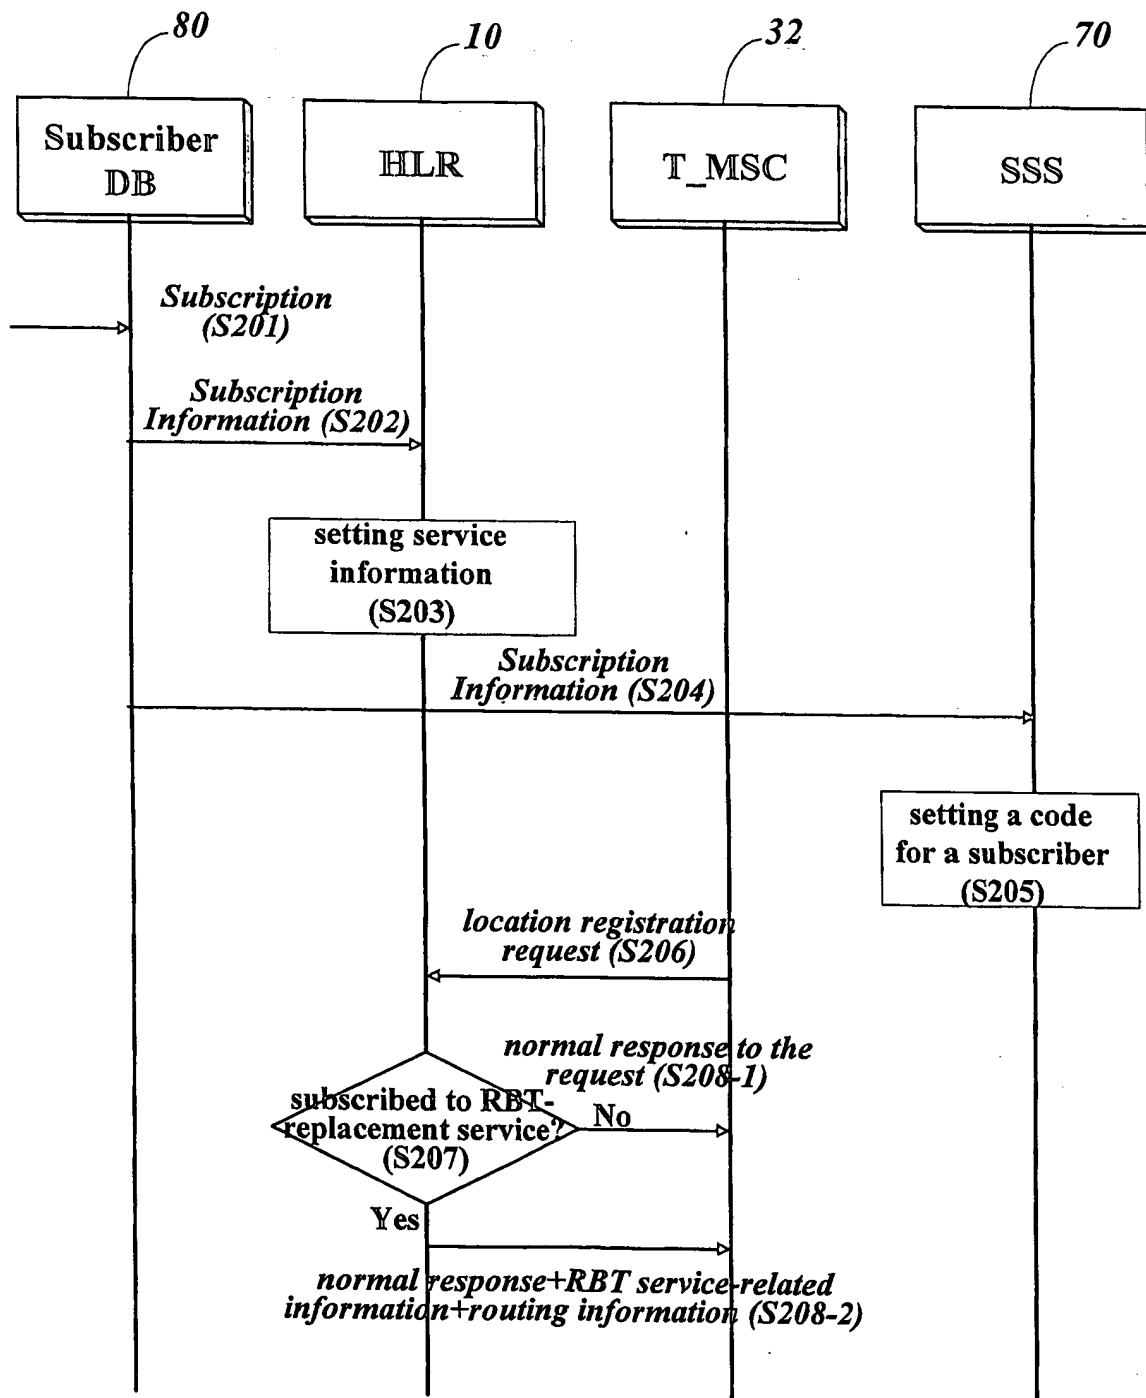 80
10
32
70
Subscriber
DB
HLR
T_MSC
SSS
Subscription
(S201)
Subscription
Information (S202)
setting service
information
(S203)
Subscription
Information (S204)
setting a code
for a subscriber
(S205)
location registration
request (S206)
normal response to the
request (S208-1)
subscribed to RBT-
replacement service?
(S207)
No
Yes
normal response+RBT service-related
information+routing information (S208-2)